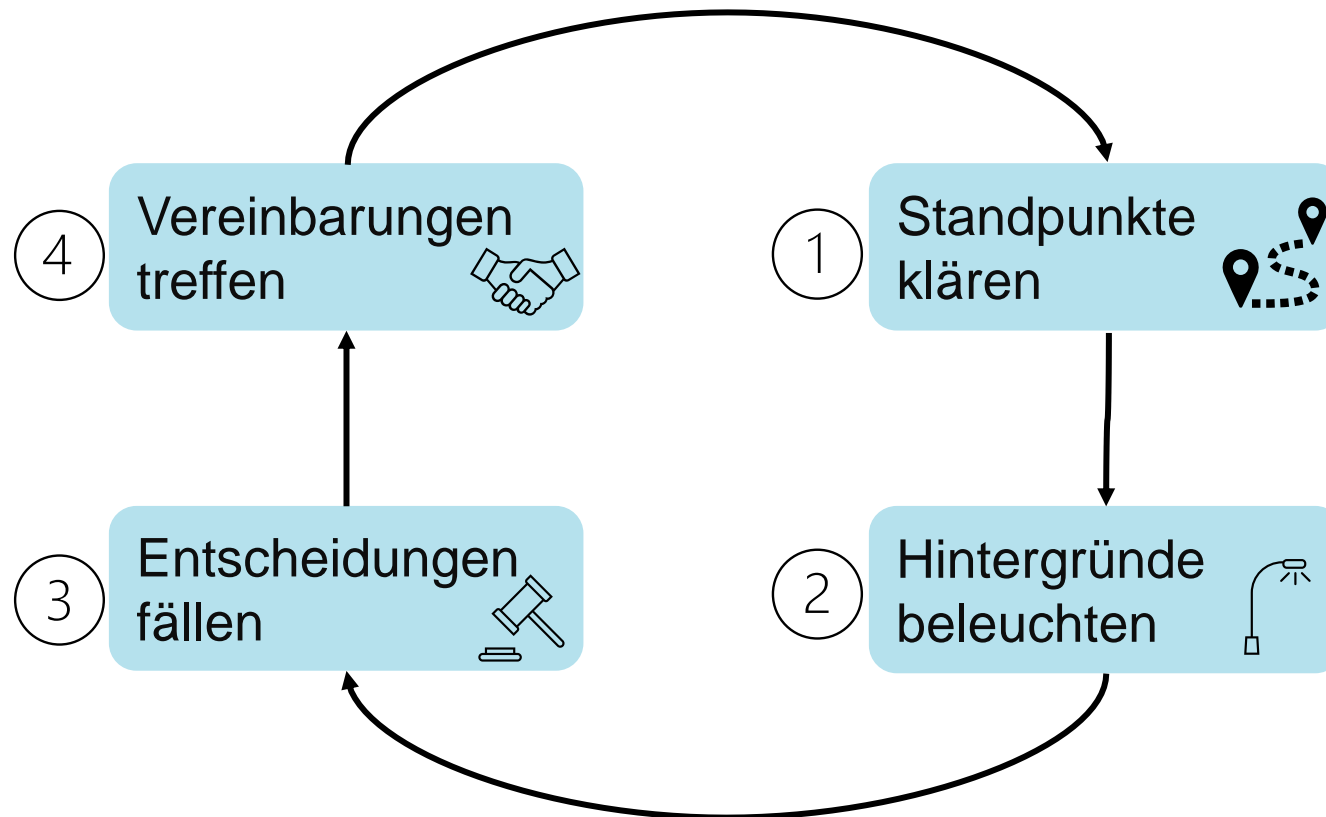 1
Standpunkte
klären
2
Hintergründe
beleuchten
3
Entscheidungen
fällen
4
Vereinbarungen
treffen